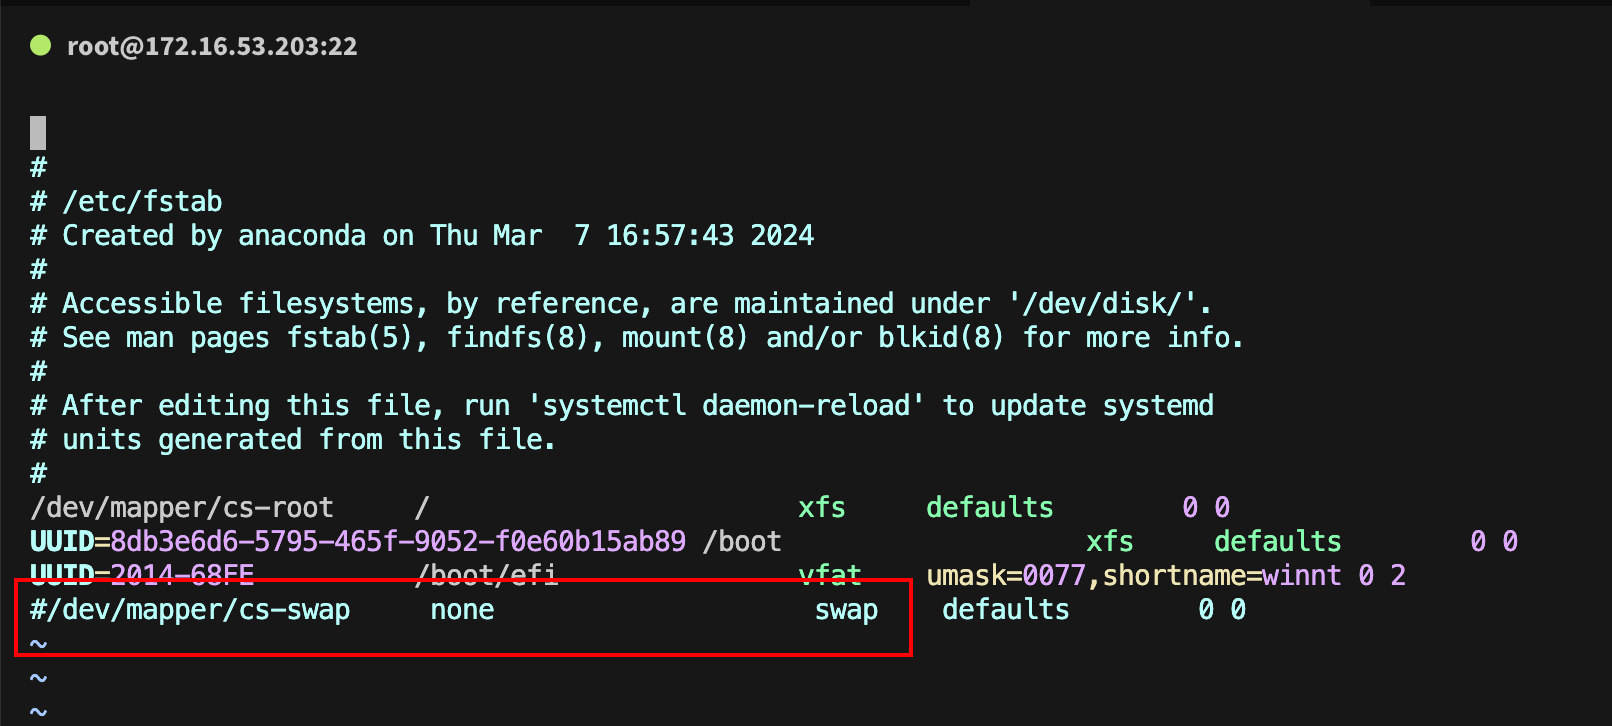 root@172.16.53.203:22
#
# /etc/fstab
# Created by anaconda on Thu Mar  7 16:57:43 2024
#
# Accessible filesystems, by reference, are maintained under '/dev/disk/'.
# See man pages fstab(5), findfs(8), mount(8) and/or blkid(8) for more info.
#
# After editing this file, run 'systemctl daemon-reload' to update systemd
# units generated from this file.
#
/dev/mapper/cs-root     /                       xfs     defaults        0 0
UUID=8db3e6d6-5795-465f-9052-f0e60b15ab89 /boot                   xfs     defaults        0 0
UUID=2014-68FE          /boot/efi               vfat    umask=0077,shortname=winnt 0 2
#/dev/mapper/cs-swap     none                    swap    defaults        0 0
~
~
~